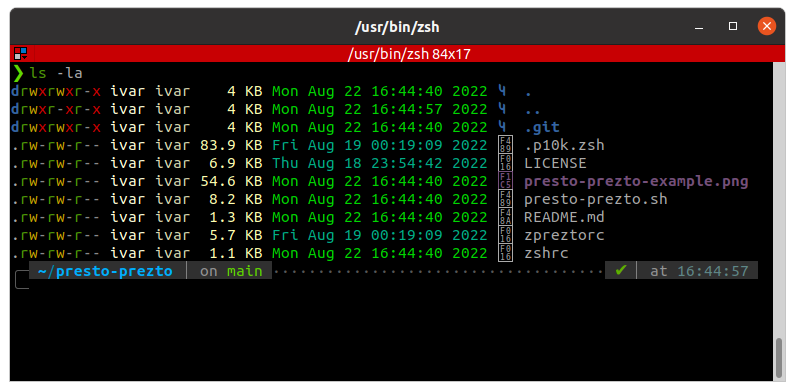 /usr/bin/zsh
/usr/bin/zsh 84x17
❯ ls -la
drwxrwxr-x ivar ivar 4 KB Mon Aug 22 16:44:40 2022 .
drwxr-xr-x ivar ivar 4 KB Mon Aug 22 16:44:57 2022 ..
drwxrwxr-x ivar ivar 4 KB Mon Aug 22 16:44:40 2022 .git
.rw-rw-r-- ivar ivar 83.9 KB Fri Aug 19 00:19:09 2022 F489 .p10k.zsh
.rw-rw-r-- ivar ivar 6.9 KB Thu Aug 18 23:54:42 2022 F016 LICENSE
.rw-rw-r-- ivar ivar 54.6 KB Mon Aug 22 16:44:40 2022 F1C5 presto-prezto-example.png
.rw-rw-r-- ivar ivar 8.2 KB Mon Aug 22 16:44:40 2022 F489 presto-prezto.sh
.rw-rw-r-- ivar ivar 1.3 KB Mon Aug 22 16:44:40 2022 F48A README.md
.rw-rw-r-- ivar ivar 5.7 KB Fri Aug 19 00:19:09 2022 F016 zpreztorc
.rw-rw-r-- ivar ivar 1.1 KB Mon Aug 22 16:44:40 2022 F016 zshrc
~/presto-prezto on main ✔ at 16:44:57